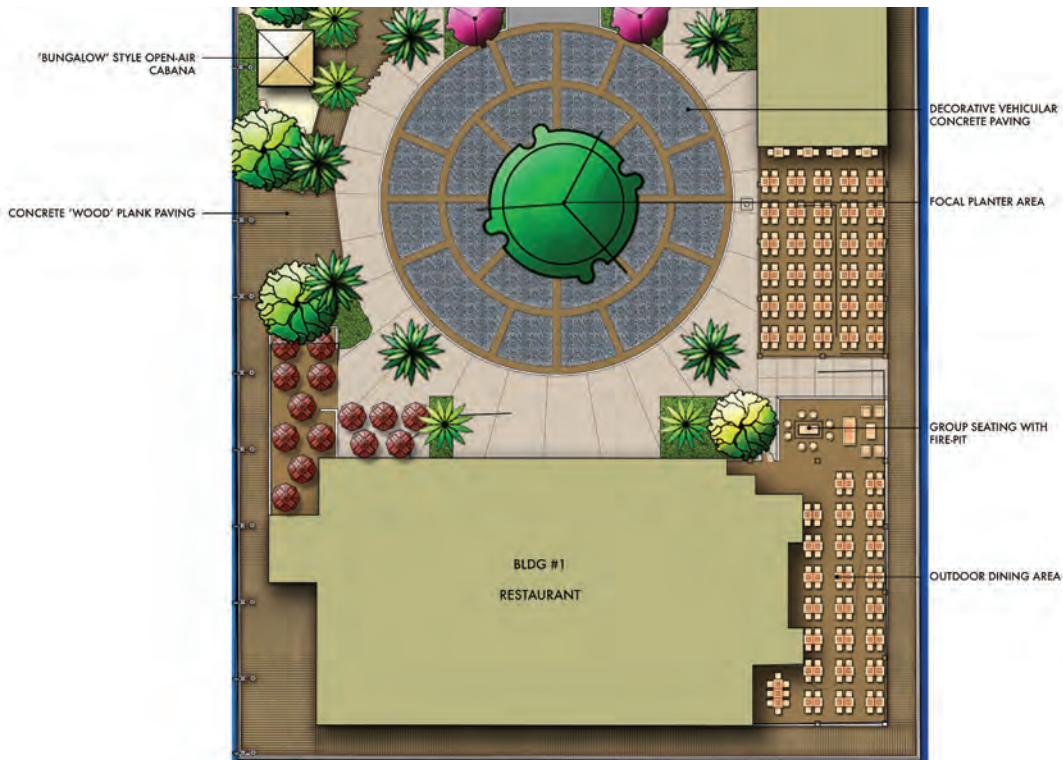 'BUNGALOW' STYLE OPEN-AIR
CABANA
DECORATIVE VEHICULAR
CONCRETE PAVING
CONCRETE 'WOOD' PLANK PAVING
FOCAL PLANTER AREA
GROUP SEATING WITH
FIRE-PIT
BLDG #1
RESTAURANT
OUTDOOR DINING AREA